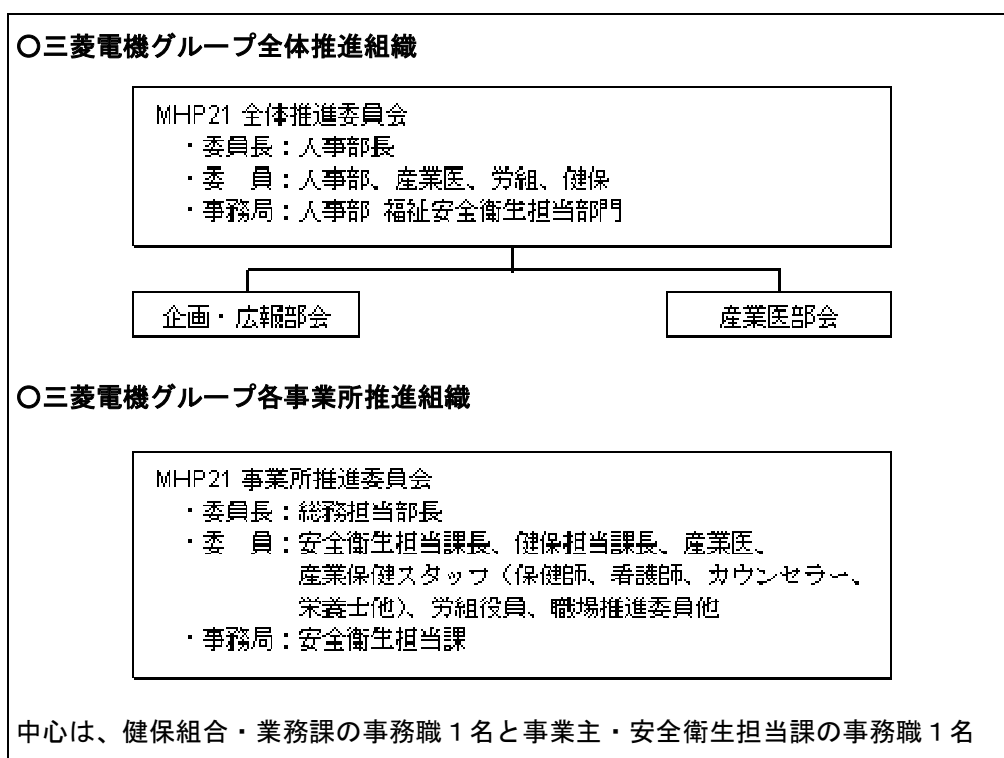 ○三菱電機グループ全体推進組織
MHP21 全体推進委員会
・委員長：人事部長
・委　員：人事部、産業医、労組、健保
・事務局：人事部 福祉安全衛生担当部門
企画・広報部会
産業医部会
○三菱電機グループ各事業所推進組織
MHP21 事業所推進委員会
・委員長：総務担当部長
・委　員：安全衛生担当課長、健保担当課長、産業医、
産業保健スタッフ（保健師、看護師、カウンセラー、
栄養士他）、労組役員、職場推進委員他
・事務局：安全衛生担当課
中心は、健保組合・業務課の事務職１名と事業主・安全衛生担当課の事務職１名